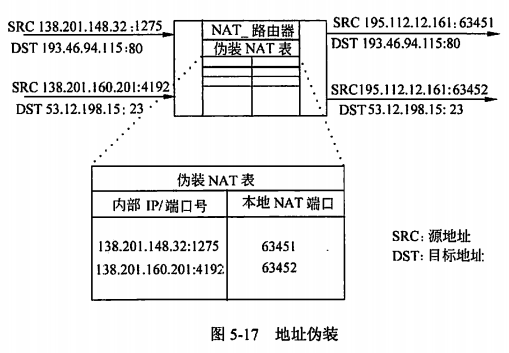 SRC 138.201.148.32:1275
DST 193.46.94.115:80
NAT_路由器
伪装 NAT 表
SRC 195.112.12.161:63451
DST 193.46.94.115:80
SRC 138.201.160.201:4192
DST 53.12.198.15: 23
SRC195.112.12.161:63452
DST53.12.198.15: 23
伪装 NAT 表
内部 IP/端口号 本地 NAT 端口
138.201.148.32:1275 63451
138.201.160.201:4192 63452
SRC: 源地址
DST: 目标地址
图 5-17 地址伪装